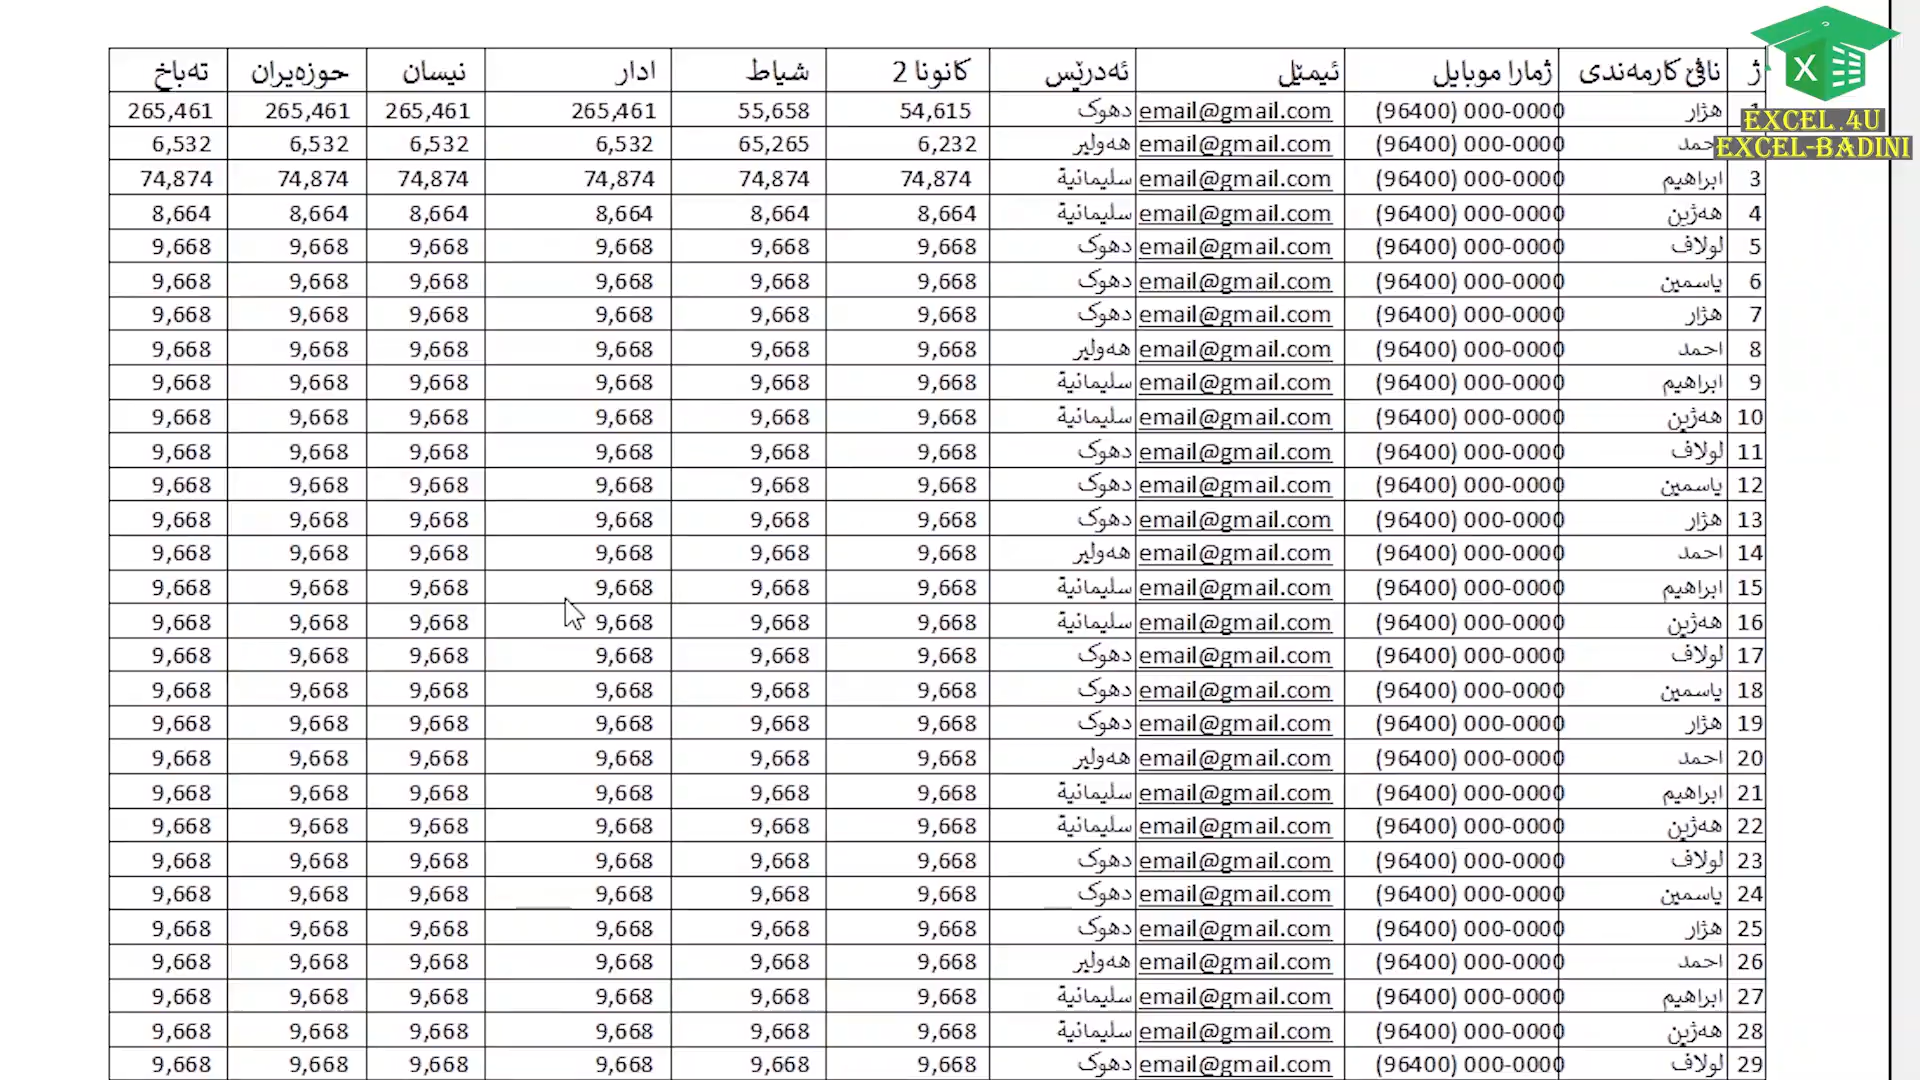 ژ ناڤێ کارمەندی ژمارا موبایل ئیمێل ئەدرێس کانونا 2 شباط ادار نیسان حوزەیران تەباخ
1 هژار (96400) 000-0000 email@gmail.com دهوک 54,615 55,658 265,461 265,461 265,461 265,461
احمد (96400) 000-0000 email@gmail.com هەولیر 6,232 65,265 6,532 6,532 6,532 6,532
3 ابراهیم (96400) 000-0000 email@gmail.com سلیمانیة 74,874 74,874 74,874 74,874 74,874 74,874
4 هەژین (96400) 000-0000 email@gmail.com سلیمانیة 8,664 8,664 8,664 8,664 8,664 8,664
5 لولاف (96400) 000-0000 email@gmail.com دهوک 9,668 9,668 9,668 9,668 9,668 9,668
6 یاسمین (96400) 000-0000 email@gmail.com دهوک 9,668 9,668 9,668 9,668 9,668 9,668
7 هژار (96400) 000-0000 email@gmail.com دهوک 9,668 9,668 9,668 9,668 9,668 9,668
8 احمد (96400) 000-0000 email@gmail.com هەولیر 9,668 9,668 9,668 9,668 9,668 9,668
9 ابراهیم (96400) 000-0000 email@gmail.com سلیمانیة 9,668 9,668 9,668 9,668 9,668 9,668
10 هەژین (96400) 000-0000 email@gmail.com سلیمانیة 9,668 9,668 9,668 9,668 9,668 9,668
11 لولاف (96400) 000-0000 email@gmail.com دهوک 9,668 9,668 9,668 9,668 9,668 9,668
12 یاسمین (96400) 000-0000 email@gmail.com دهوک 9,668 9,668 9,668 9,668 9,668 9,668
13 هژار (96400) 000-0000 email@gmail.com دهوک 9,668 9,668 9,668 9,668 9,668 9,668
14 احمد (96400) 000-0000 email@gmail.com هەولیر 9,668 9,668 9,668 9,668 9,668 9,668
15 ابراهیم (96400) 000-0000 email@gmail.com سلیمانیة 9,668 9,668 9,668 9,668 9,668 9,668
16 هەژین (96400) 000-0000 email@gmail.com سلیمانیة 9,668 9,668 9,668 9,668 9,668 9,668
17 لولاف (96400) 000-0000 email@gmail.com دهوک 9,668 9,668 9,668 9,668 9,668 9,668
18 یاسمین (96400) 000-0000 email@gmail.com دهوک 9,668 9,668 9,668 9,668 9,668 9,668
19 هژار (96400) 000-0000 email@gmail.com دهوک 9,668 9,668 9,668 9,668 9,668 9,668
20 احمد (96400) 000-0000 email@gmail.com هەولیر 9,668 9,668 9,668 9,668 9,668 9,668
21 ابراهیم (96400) 000-0000 email@gmail.com سلیمانیة 9,668 9,668 9,668 9,668 9,668 9,668
22 هەژین (96400) 000-0000 email@gmail.com سلیمانیة 9,668 9,668 9,668 9,668 9,668 9,668
23 لولاف (96400) 000-0000 email@gmail.com دهوک 9,668 9,668 9,668 9,668 9,668 9,668
24 یاسمین (96400) 000-0000 email@gmail.com دهوک 9,668 9,668 9,668 9,668 9,668 9,668
25 هژار (96400) 000-0000 email@gmail.com دهوک 9,668 9,668 9,668 9,668 9,668 9,668
26 احمد (96400) 000-0000 email@gmail.com هەولیر 9,668 9,668 9,668 9,668 9,668 9,668
27 ابراهیم (96400) 000-0000 email@gmail.com سلیمانیة 9,668 9,668 9,668 9,668 9,668 9,668
28 هەژین (96400) 000-0000 email@gmail.com سلیمانیة 9,668 9,668 9,668 9,668 9,668 9,668
29 لولاف (96400) 000-0000 email@gmail.com دهوک 9,668 9,668 9,668 9,668 9,668 9,668
X
EXCEL.4U
EXCEL-BADINI